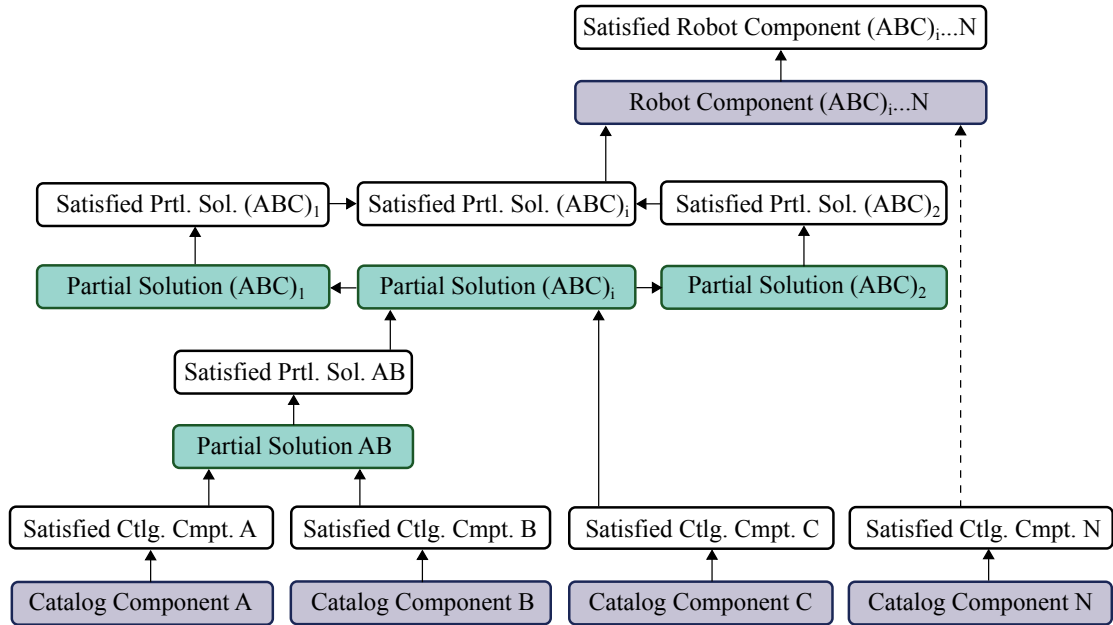 Satisfied Robot Component (ABC)ᵢ...N
Robot Component (ABC)ᵢ...N
Satisfied Prtl. Sol. (ABC)₁
Satisfied Prtl. Sol. (ABC)ᵢ
Satisfied Prtl. Sol. (ABC)₂
Partial Solution (ABC)₁
Partial Solution (ABC)ᵢ
Partial Solution (ABC)₂
Satisfied Prtl. Sol. AB
Partial Solution AB
Satisfied Ctlg. Cmpt. A
Satisfied Ctlg. Cmpt. B
Satisfied Ctlg. Cmpt. C
Satisfied Ctlg. Cmpt. N
Catalog Component A
Catalog Component B
Catalog Component C
Catalog Component N